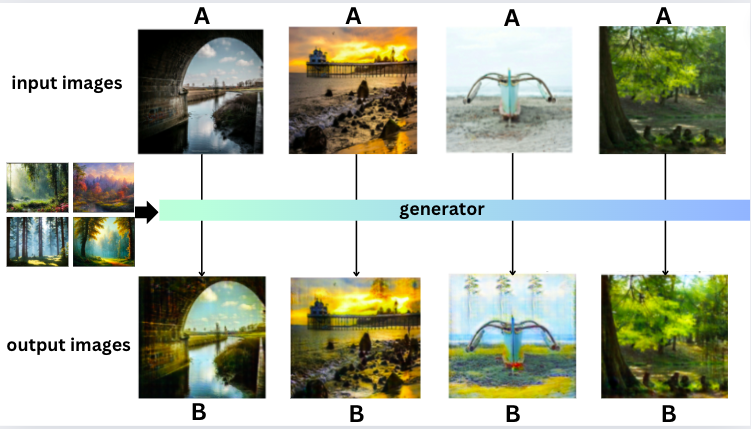 A A A A
input images
generator
output images
B B B B